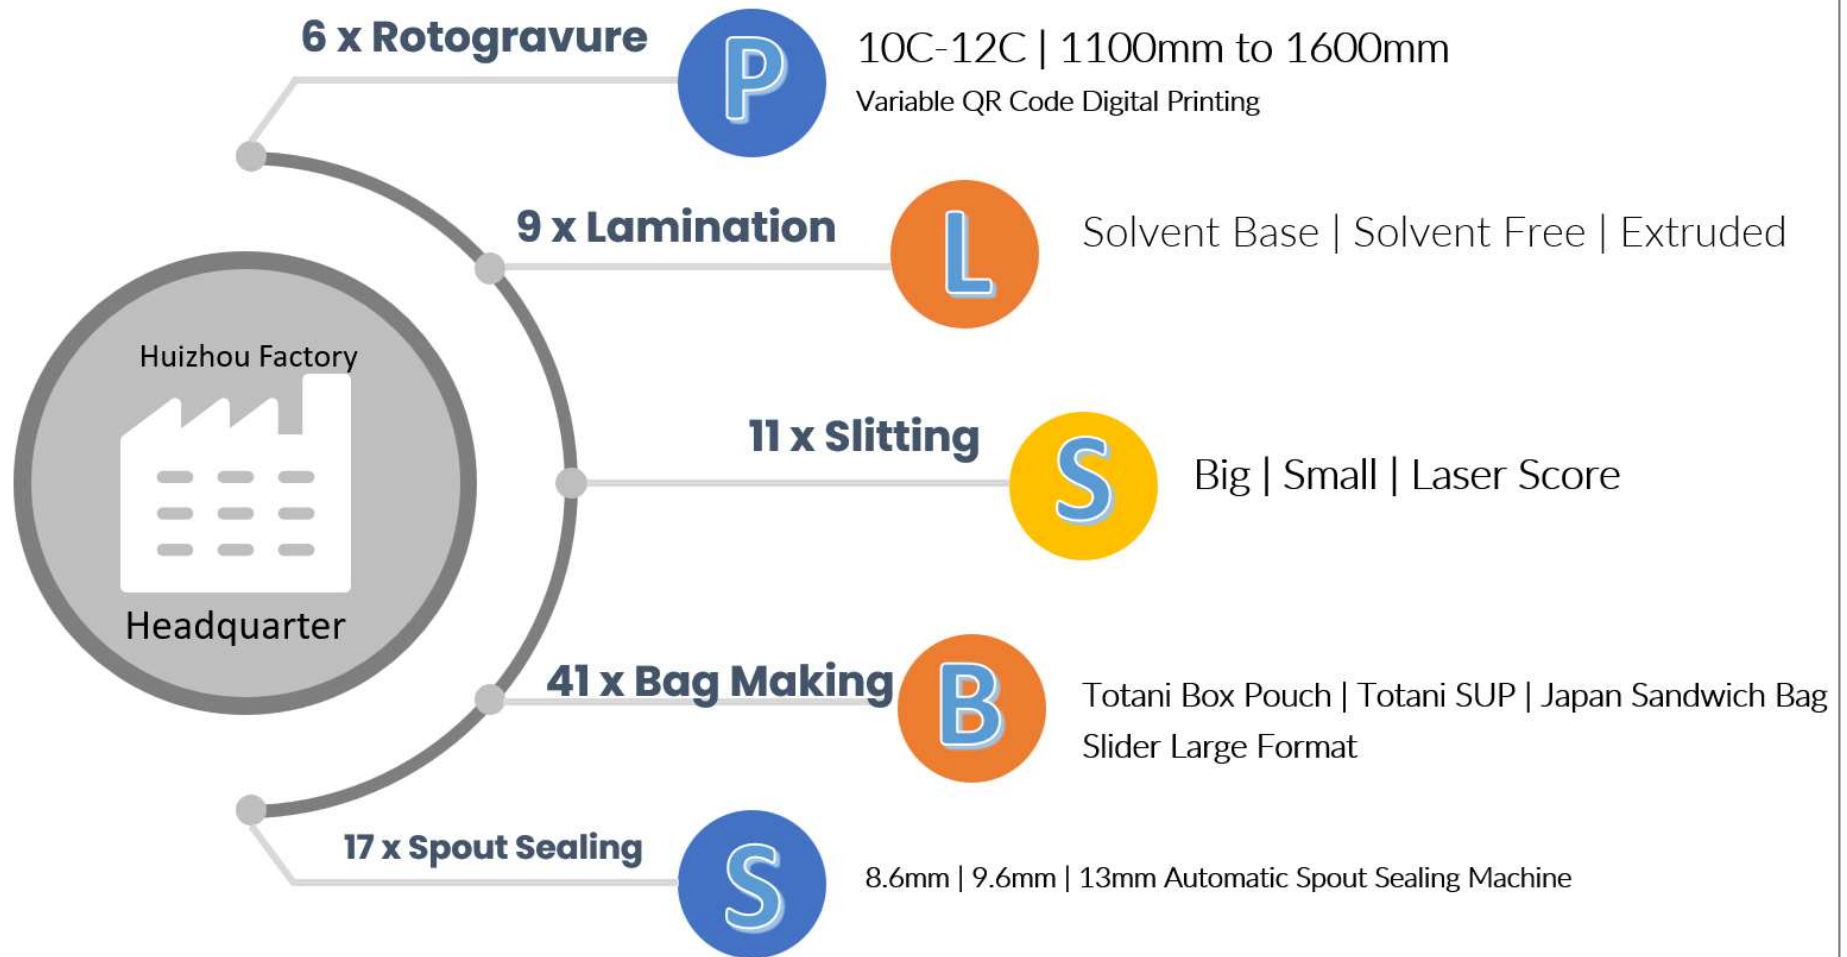 6 x Rotogravure
P
10C-12C | 1100mm to 1600mm
Variable QR Code Digital Printing
9 x Lamination
L
Solvent Base | Solvent Free | Extruded
Huizhou Factory
Headquarter
11 x Slitting
S
Big | Small | Laser Score
41 x Bag Making
B
Totani Box Pouch | Totani SUP | Japan Sandwich Bag
Slider Large Format
17 x Spout Sealing
S
8.6mm | 9.6mm | 13mm Automatic Spout Sealing Machine